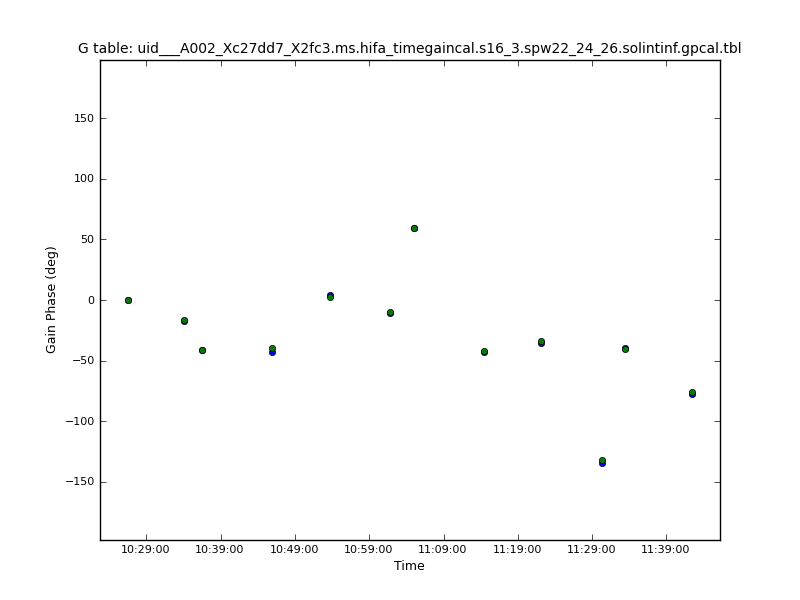 G table: uid___A002_Xc27dd7_X2fc3.ms.hifa_timegaincal.s16_3.spw22_24_26.solintinf.gpcal.tbl
150
100
50
0
−50
−100
−150
Gain Phase (deg)
10:29:00 10:39:00 10:49:00 10:59:00 11:09:00 11:19:00 11:29:00 11:39:00
Time